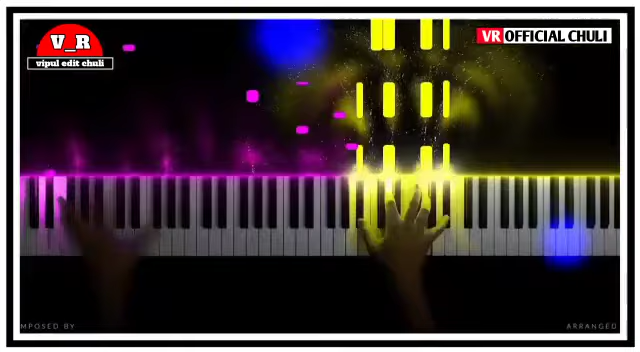 V_R
vipul edit chuli
VR OFFICIAL CHULI
MPOSED BY
ARRANGED